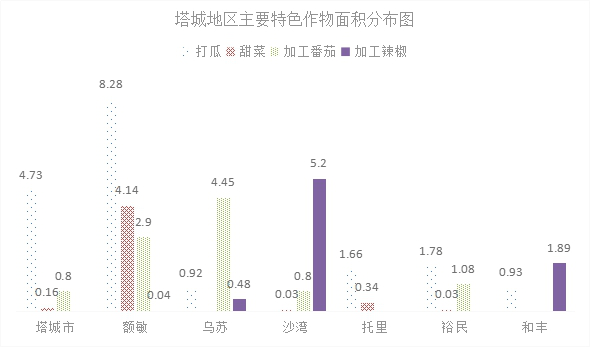 塔城地区主要特色作物面积分布图
打瓜 甜菜 加工番茄 加工辣椒
4.73 0.16 0.8
8.28 4.14 2.9 0.04
0.92 4.45 0.48
0.03 0.8 5.2
1.66 0.34
1.78 0.03 1.08
0.93 1.89
塔城市 额敏 乌苏 沙湾 托里 裕民 和丰